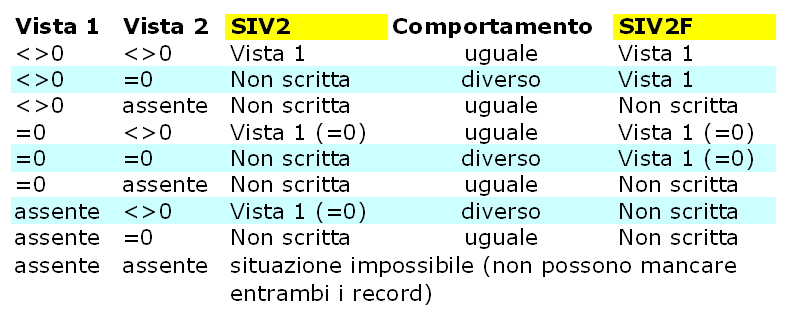 Vista 1 Vista 2 SIV2 Comportamento SIV2F
<>0 <>0 Vista 1 uguale Vista 1
<>0 =0 Non scritta diverso Vista 1
<>0 assente Non scritta uguale Non scritta
=0 <>0 Vista 1 (=0) uguale Vista 1 (=0)
=0 =0 Non scritta diverso Vista 1 (=0)
=0 assente Non scritta uguale Non scritta
assente <>0 Vista 1 (=0) diverso Non scritta
assente =0 Non scritta uguale Non scritta
assente assente situazione impossibile (non possono mancare
entrambi i record)